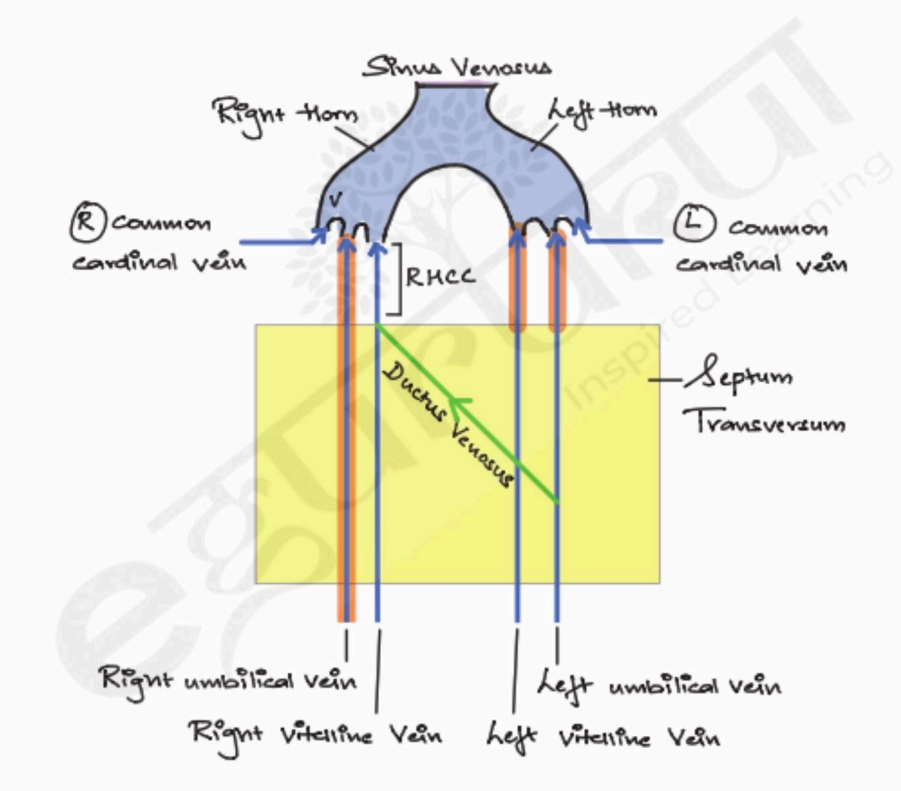 Sinus Venosus
Right Horn
Left Horn
V
R common
cardinal vein
L common
cardinal vein
RHCC
Ductus Venosus
Septum
Transversum
Right umbilical vein
Left umbilical vein
Right Vitelline Vein
Left Vitelline Vein
egurukul
Inspired Learning